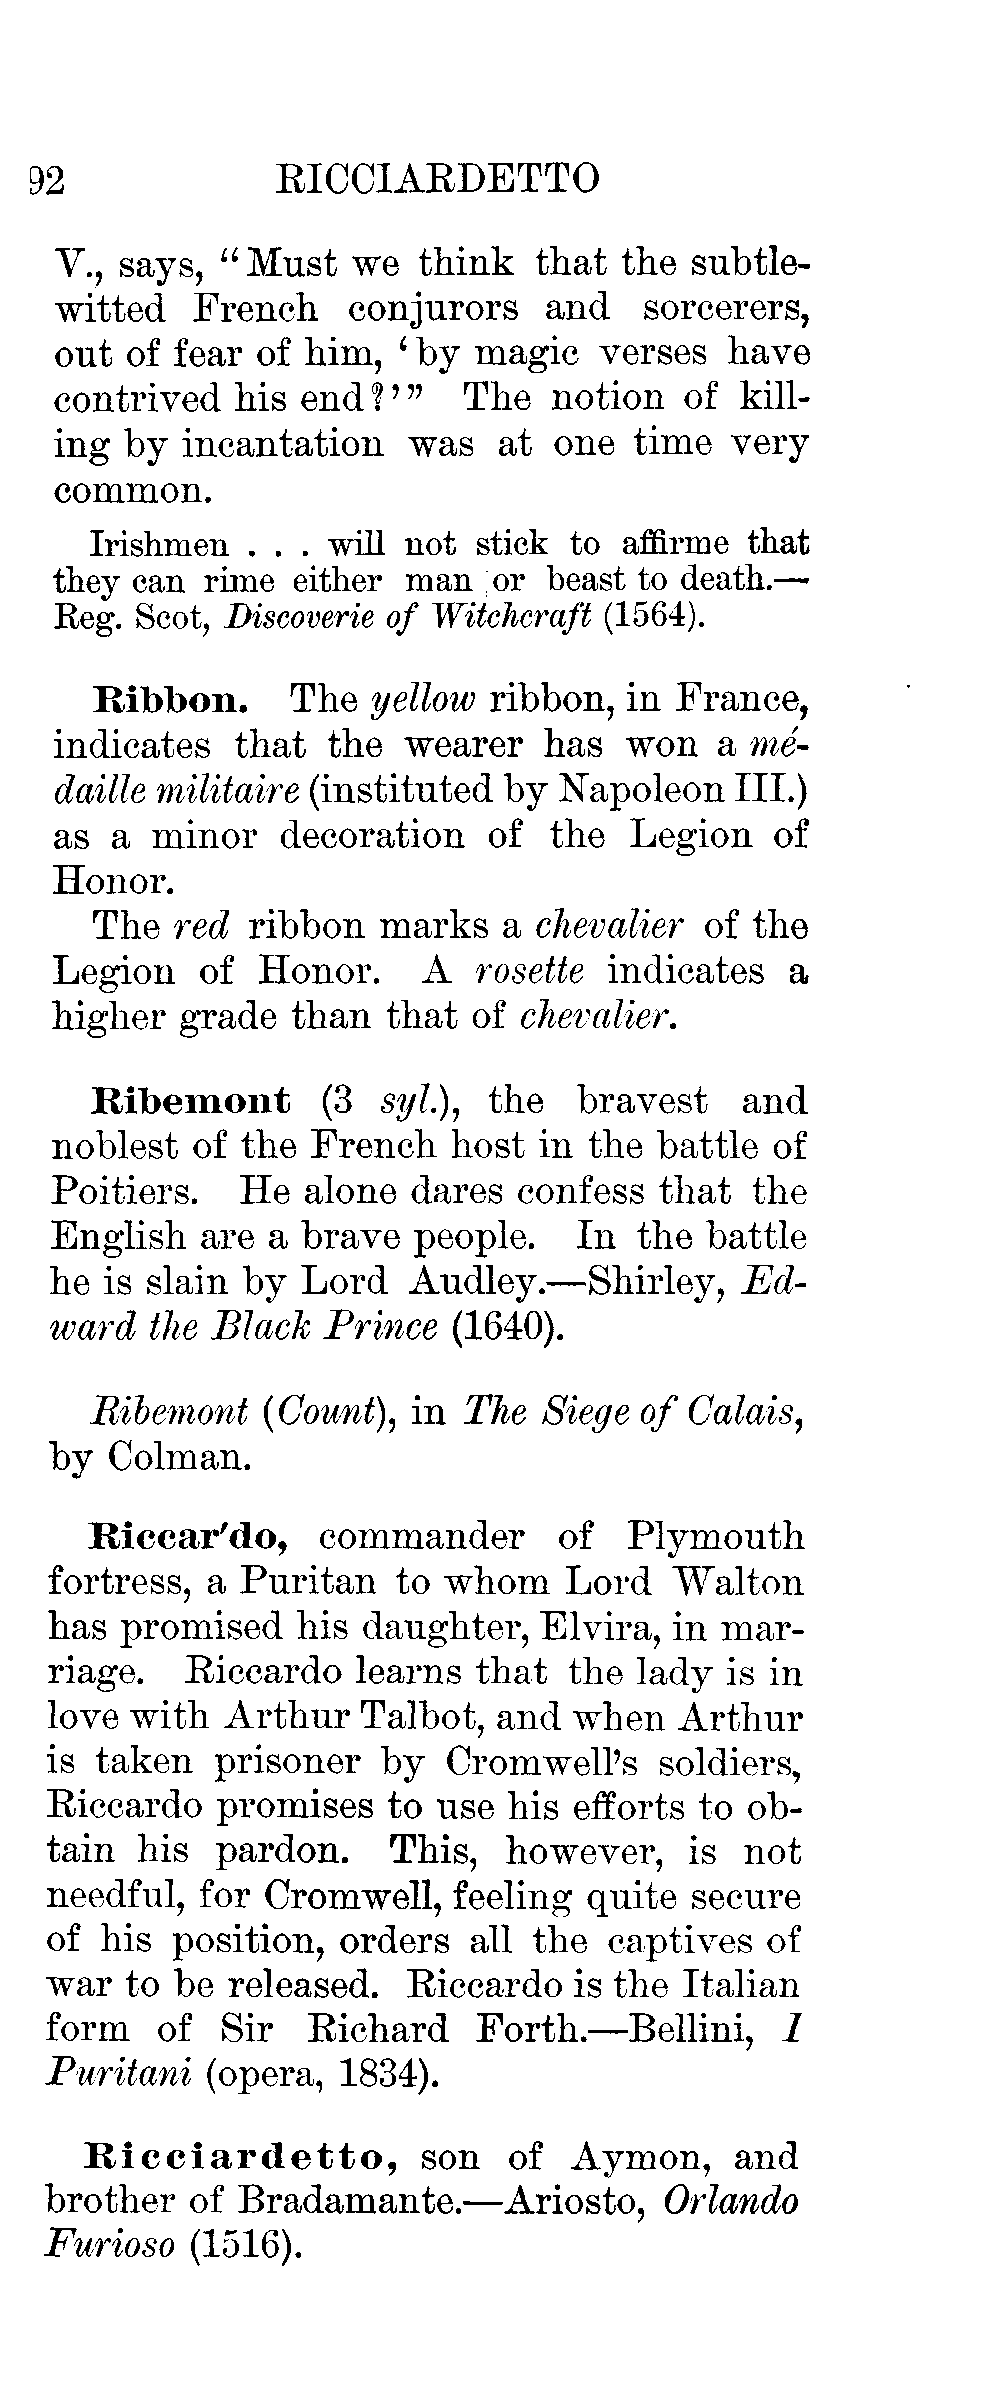 92 RICCIARDETTO
V., says, “Must we think that the subtle-
witted French conjurors and sorcerers,
out of fear of him, ‘by magic verses have
contrived his end?’” The notion of kill-
ing by incantation was at one time very
common.
Irishmen . . . will not stick to affirme that
they can rime either man or beast to death.—
Reg. Scot, Discoverie of Witchcraft (1564).
Ribbon. The yellow ribbon, in France,
indicates that the wearer has won a mé-
daille militaire (instituted by Napoleon III.)
as a minor decoration of the Legion of
Honor.
The red ribbon marks a chevalier of the
Legion of Honor. A rosette indicates a
higher grade than that of chevalier.
Ribemont (3 syl.), the bravest and
noblest of the French host in the battle of
Poitiers. He alone dares confess that the
English are a brave people. In the battle
he is slain by Lord Audley.—Shirley, Ed-
ward the Black Prince (1640).
Ribemont (Count), in The Siege of Calais,
by Colman.
Riccar′do, commander of Plymouth
fortress, a Puritan to whom Lord Walton
has promised his daughter, Elvira, in mar-
riage. Riccardo learns that the lady is in
love with Arthur Talbot, and when Arthur
is taken prisoner by Cromwell’s soldiers,
Riccardo promises to use his efforts to ob-
tain his pardon. This, however, is not
needful, for Cromwell, feeling quite secure
of his position, orders all the captives of
war to be released. Riccardo is the Italian
form of Sir Richard Forth.—Bellini, I
Puritani (opera, 1834).
Ricciardetto, son of Aymon, and
brother of Bradamante.—Ariosto, Orlando
Furioso (1516).